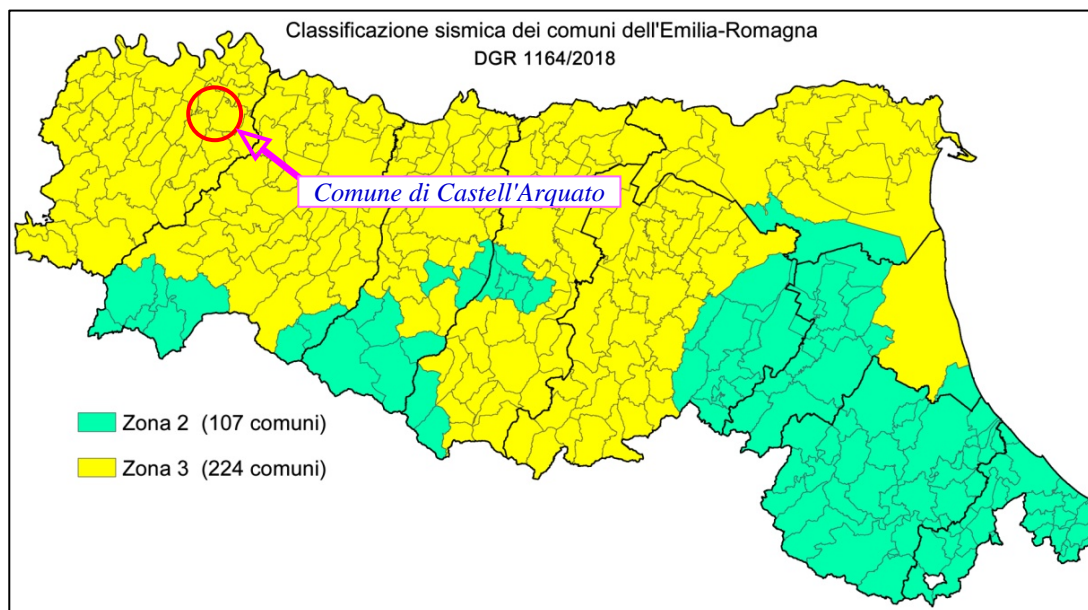 Classificazione sismica dei comuni dell'Emilia-Romagna
DGR 1164/2018
Comune di Castell'Arquato
Zona 2 (107 comuni)
Zona 3 (224 comuni)